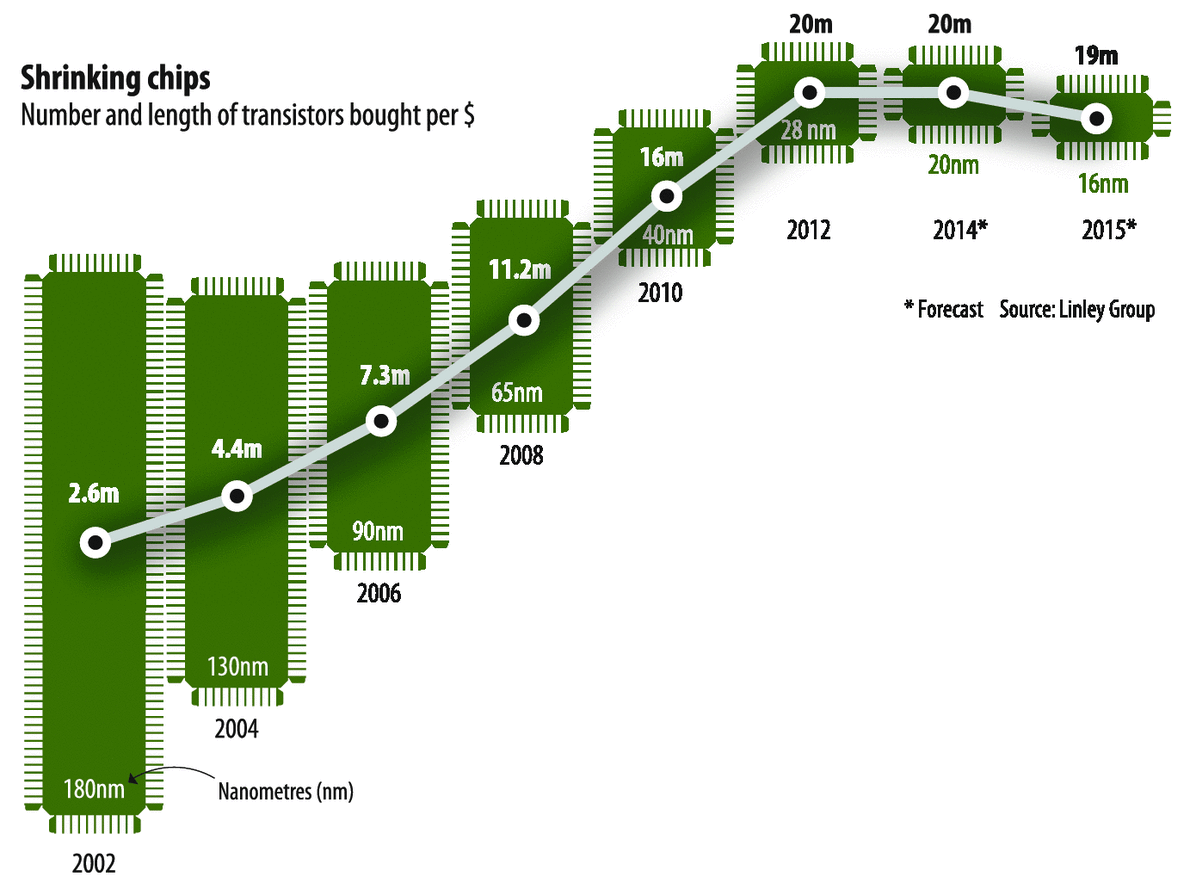 Shrinking chips
Number and length of transistors bought per $
2.6m
180nm
2002
Nanometres (nm)
4.4m
130nm
2004
7.3m
90nm
2006
11.2m
65nm
2008
16m
40nm
2010
20m
28 nm
2012
20m
20nm
2014*
19m
16nm
2015*
* Forecast Source: Linley Group